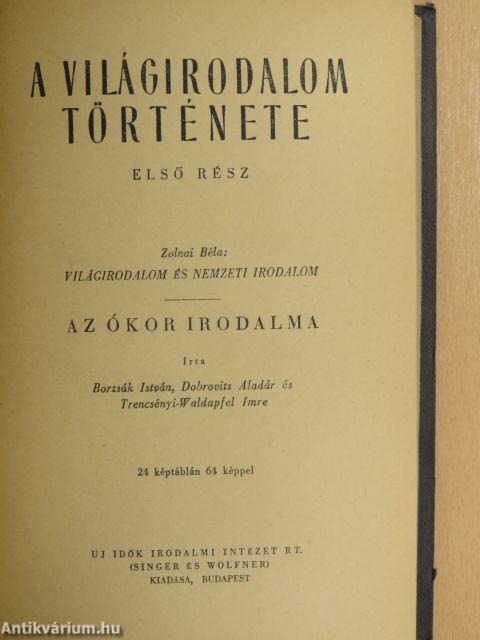 A VILÁGIRODALOM
TÖRTÉNETE
ELSŐ RÉSZ
Zolnai Béla:
VILÁGIRODALOM ÉS NEMZETI IRODALOM
AZ ÓKOR IRODALMA
Irta
Borzsák István, Dobrovits Aladár és
Trencsényi-Waldapfel Imre
24 képtáblán 64 képpel
UJ IDŐK IRODALMI INTÉZET RT.
(SINGER ÉS WOLFNER)
KIADÁSA, BUDAPEST
Antikvárium.hu